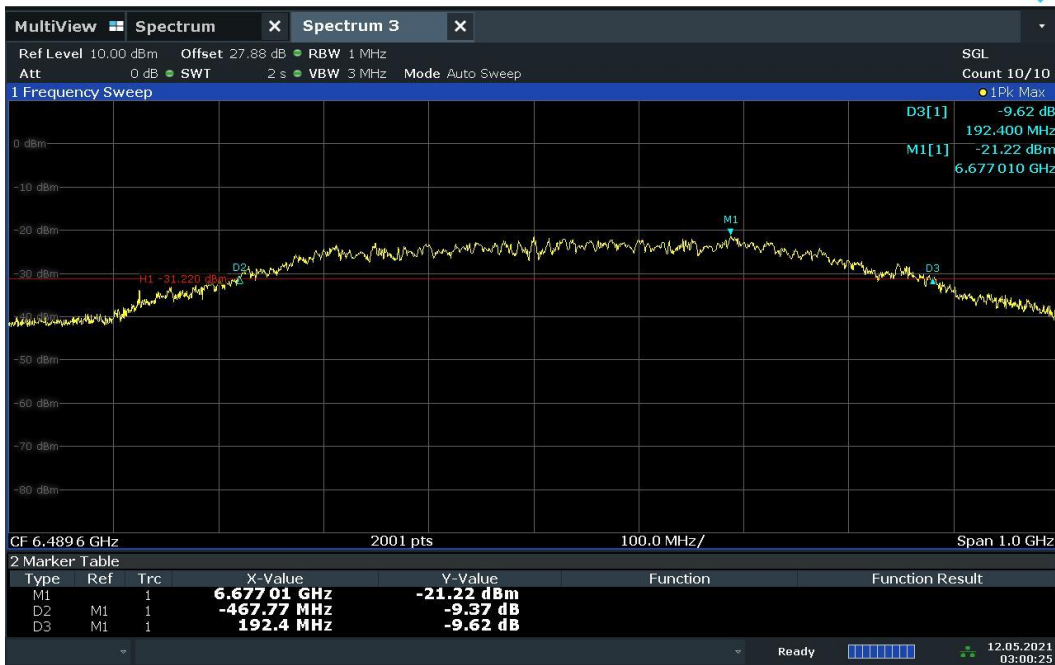 MultiView Spectrum X Spectrum 3 X
Ref Level 10.00 dBm Offset 27.88 dB RBW 1 MHz SGL
Att 0 dB SWT 2 s VBW 3 MHz Mode Auto Sweep Count 10/10
1 Frequency Sweep 1Pk Max
D3[1] -9.62 dB
192.400 MHz
0 dBm
M1[1] -21.22 dBm
6.677 010 GHz
-10 dBm
M1
-20 dBm
D2 D3
-30 dBm
H1 -31.220 dBm
-40 dBm
-50 dBm
-60 dBm
-70 dBm
-80 dBm
CF 6.4896 GHz 2001 pts 100.0 MHz/ Span 1.0 GHz
2 Marker Table
Type Ref Trc X-Value Y-Value Function Function Result
M1 1 6.677 01 GHz -21.22 dBm
D2 M1 1 -467.77 MHz -9.37 dB
D3 M1 1 192.4 MHz -9.62 dB
Ready 12.05.2021
03:00:25